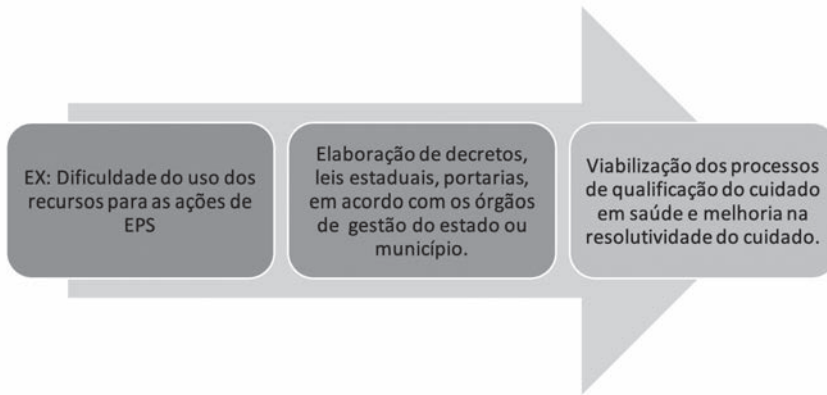 EX: Dificuldade do uso dos
recursos para as ações de
EPS
Elaboração de decretos,
leis estaduais, portarias,
em acordo com os órgãos
de gestão do estado ou
município.
Viabilização dos processos
de qualificação do cuidado
em saúde e melhoria na
resolutividade do cuidado.